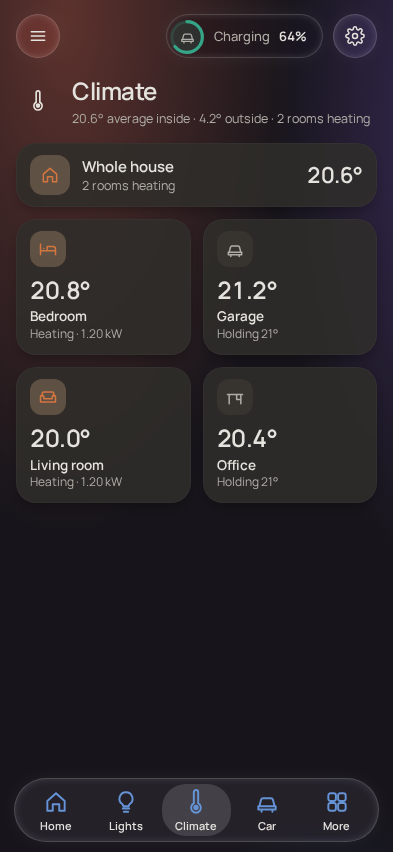 Charging 64%
Climate
20.6° average inside · 4.2° outside · 2 rooms heating
Whole house
2 rooms heating
20.6°
20.8°
Bedroom
Heating · 1.20 kW
21.2°
Garage
Holding 21°
20.0°
Living room
Heating · 1.20 kW
20.4°
Office
Holding 21°
Home
Lights
Climate
Car
More